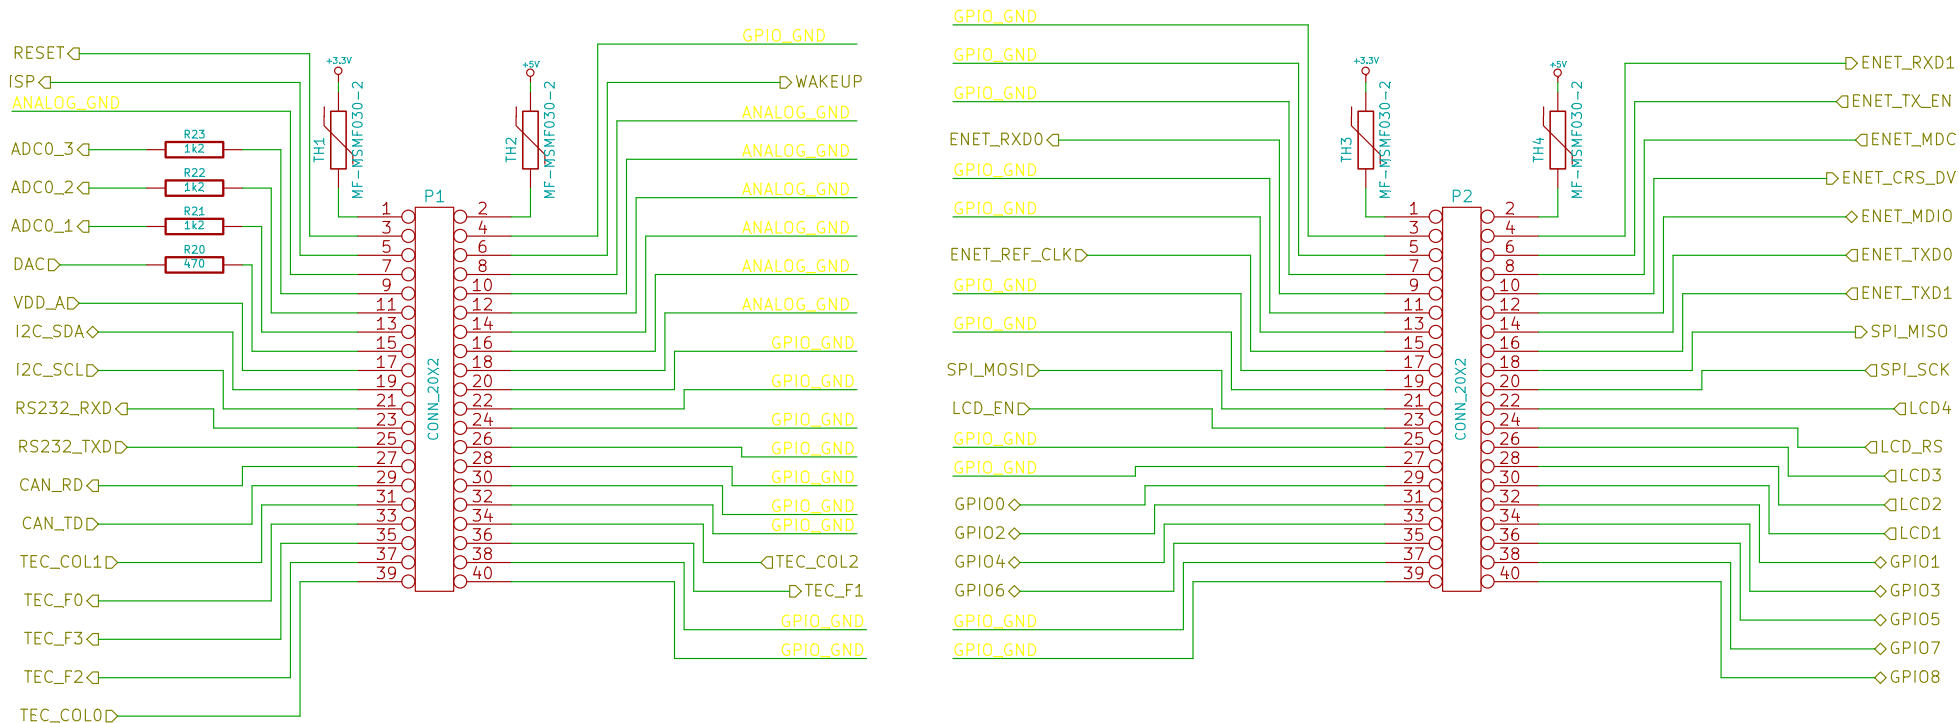 RESET
ISP
ANALOG_GND
ADC0_3
R23
1k2
ADC0_2
R22
1k2
ADC0_1
R21
1k2
DAC
R20
470
VDD_A
I2C_SDA
I2C_SCL
RS232_RXD
RS232_TXD
CAN_RD
CAN_TD
TEC_COL1
TEC_F0
TEC_F3
TEC_F2
TEC_COL0
+3.3V
TH1
MF-MSMF030-2
+5V
TH2
MF-MSMF030-2
P1
CONN_20X2
1 2
3 4
5 6
7 8
9 10
11 12
13 14
15 16
17 18
19 20
21 22
23 24
25 26
27 28
29 30
31 32
33 34
35 36
37 38
39 40
GPIO_GND
WAKEUP
ANALOG_GND
ANALOG_GND
ANALOG_GND
ANALOG_GND
ANALOG_GND
ANALOG_GND
GPIO_GND
GPIO_GND
GPIO_GND
GPIO_GND
GPIO_GND
GPIO_GND
GPIO_GND
TEC_COL2
TEC_F1
GPIO_GND
GPIO_GND
GPIO_GND
GPIO_GND
GPIO_GND
ENET_RXD0
GPIO_GND
GPIO_GND
ENET_REF_CLK
GPIO_GND
GPIO_GND
SPI_MOSI
LCD_EN
GPIO_GND
GPIO_GND
GPIO0
GPIO2
GPIO4
GPIO6
GPIO_GND
GPIO_GND
+3.3V
TH3
MF-MSMF030-2
+5V
TH4
MF-MSMF030-2
P2
CONN_20X2
1 2
3 4
5 6
7 8
9 10
11 12
13 14
15 16
17 18
19 20
21 22
23 24
25 26
27 28
29 30
31 32
33 34
35 36
37 38
39 40
ENET_RXD1
ENET_TX_EN
ENET_MDC
ENET_CRS_DV
ENET_MDIO
ENET_TXD0
ENET_TXD1
SPI_MISO
SPI_SCK
LCD4
LCD_RS
LCD3
LCD2
LCD1
GPIO1
GPIO3
GPIO5
GPIO7
GPIO8